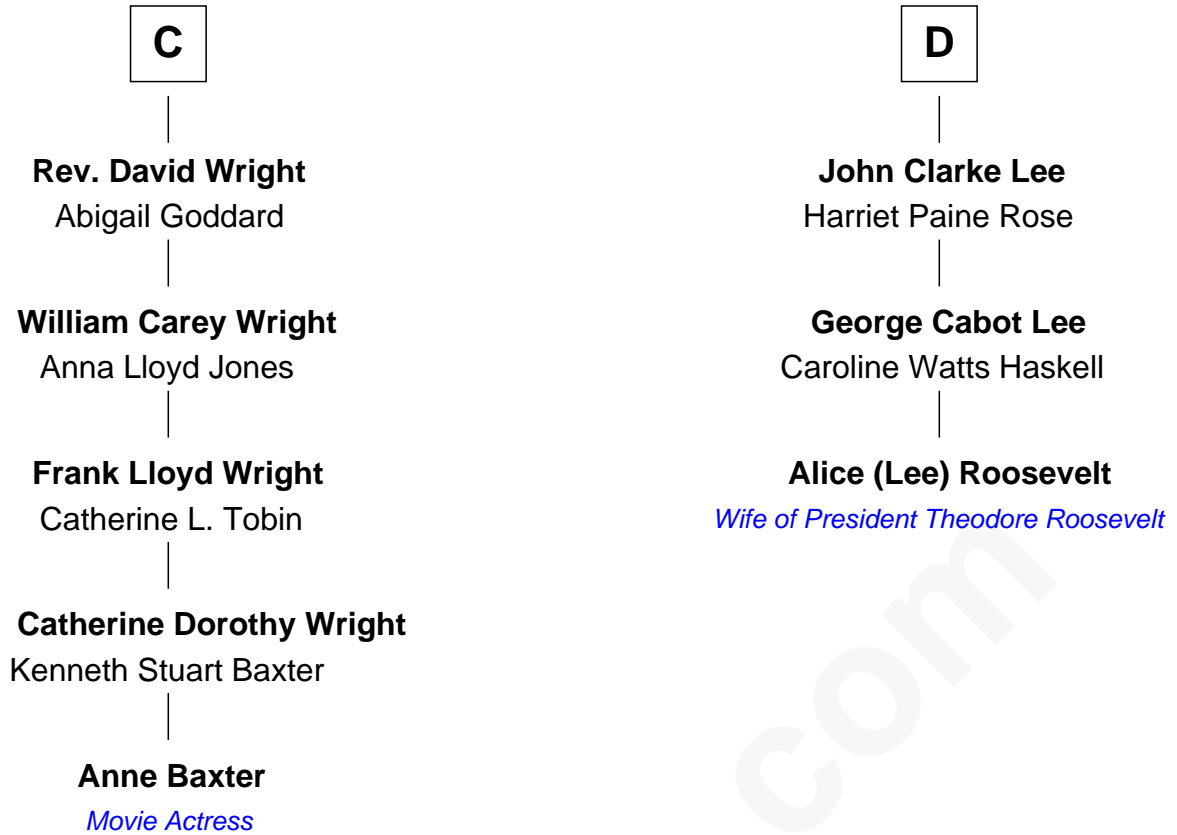 C
Rev. David Wright
Abigail Goddard
William Carey Wright
Anna Lloyd Jones
Frank Lloyd Wright
Catherine L. Tobin
Catherine Dorothy Wright
Kenneth Stuart Baxter
Anne Baxter
Movie Actress
D
John Clarke Lee
Harriet Paine Rose
George Cabot Lee
Caroline Watts Haskell
Alice (Lee) Roosevelt
Wife of President Theodore Roosevelt
com